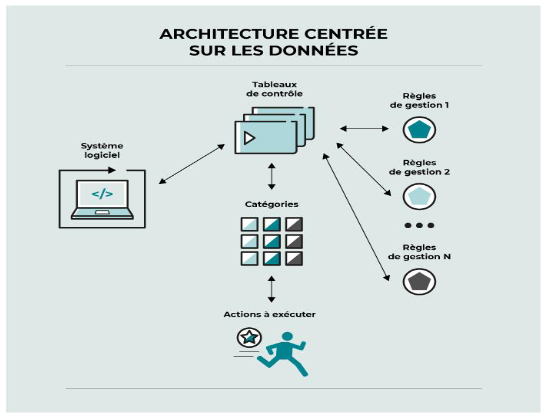 ARCHITECTURE CENTRÉE
SUR LES DONNÉES
Tableaux
de contrôle
Règles
de gestion 1
Système
logiciel
</>
Règles
de gestion 2
Catégories
Règles
de gestion N
Actions à exécuter